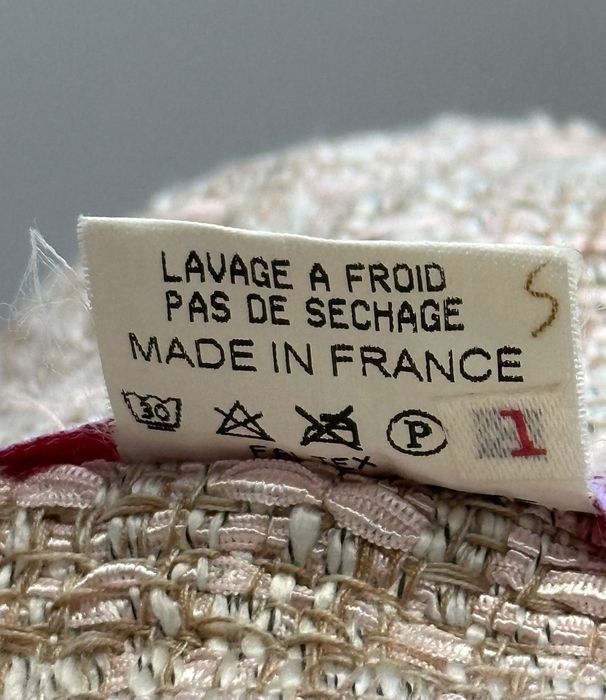 LAVAGE A FROID
PAS DE SECHAGE
MADE IN FRANCE
S
30
P
1